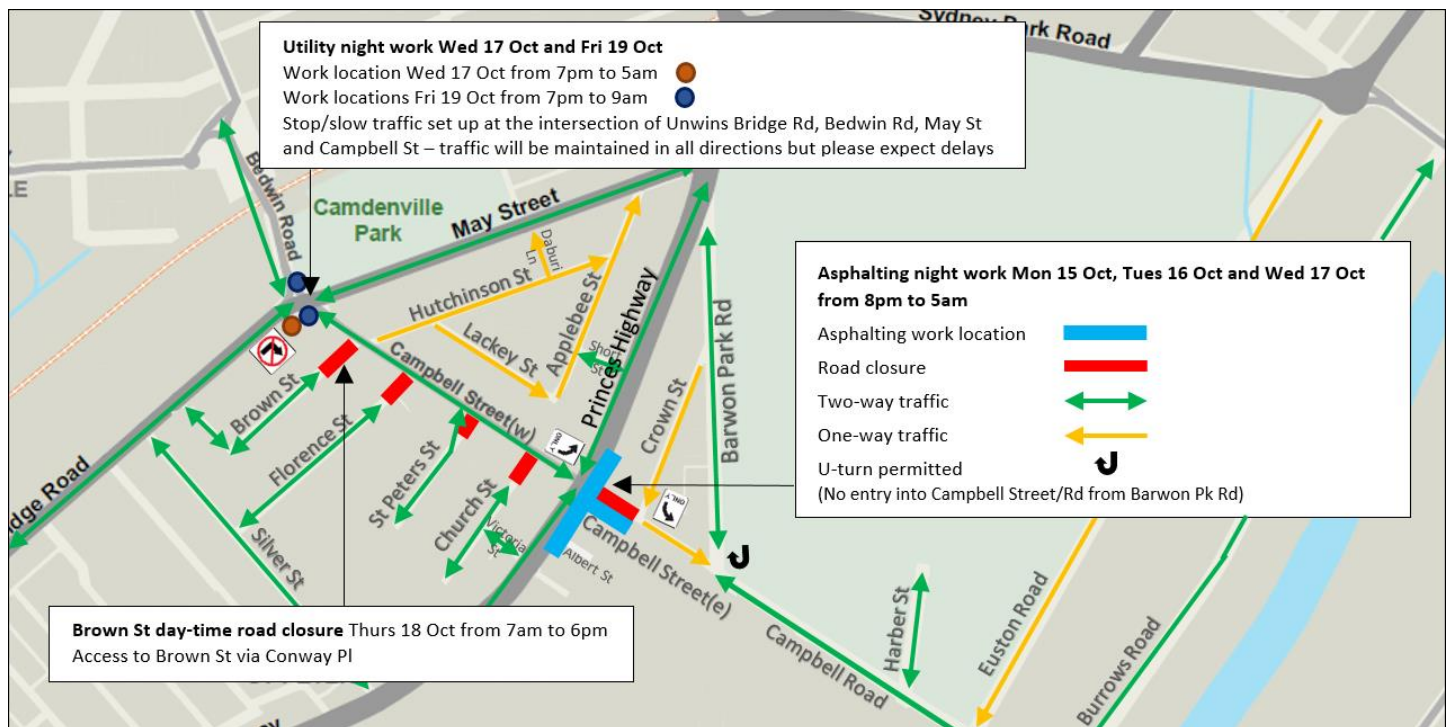 Sydney Park Road
Utility night work Wed 17 Oct and Fri 19 Oct
Work location Wed 17 Oct from 7pm to 5am
Work locations Fri 19 Oct from 7pm to 9am
Stop/slow traffic set up at the intersection of Unwins Bridge Rd, Bedwin Rd, May St
and Campbell St – traffic will be maintained in all directions but please expect delays
LE
Bedwin Road
Camdenville
Park
May Street
Daburi
Ln
Hutchinson St
Lackey St
Applebee St
Short
St
Princes Highway
Crown St
Barwon Park Rd
Campbell Street(w)
ONLY
Brown St
Florence St
St Peters St
Church St
Victoria
St
Silver St
idge Road
ONLY
Campbell Street(e)
Albert St
Asphalting night work Mon 15 Oct, Tues 16 Oct and Wed 17 Oct
from 8pm to 5am
Asphalting work location
Road closure
Two-way traffic
One-way traffic
U-turn permitted
(No entry into Campbell Street/Rd from Barwon Pk Rd)
Campbell Road
Harber St
Euston Road
Burrows Road
Brown St day-time road closure Thurs 18 Oct from 7am to 6pm
Access to Brown St via Conway Pl